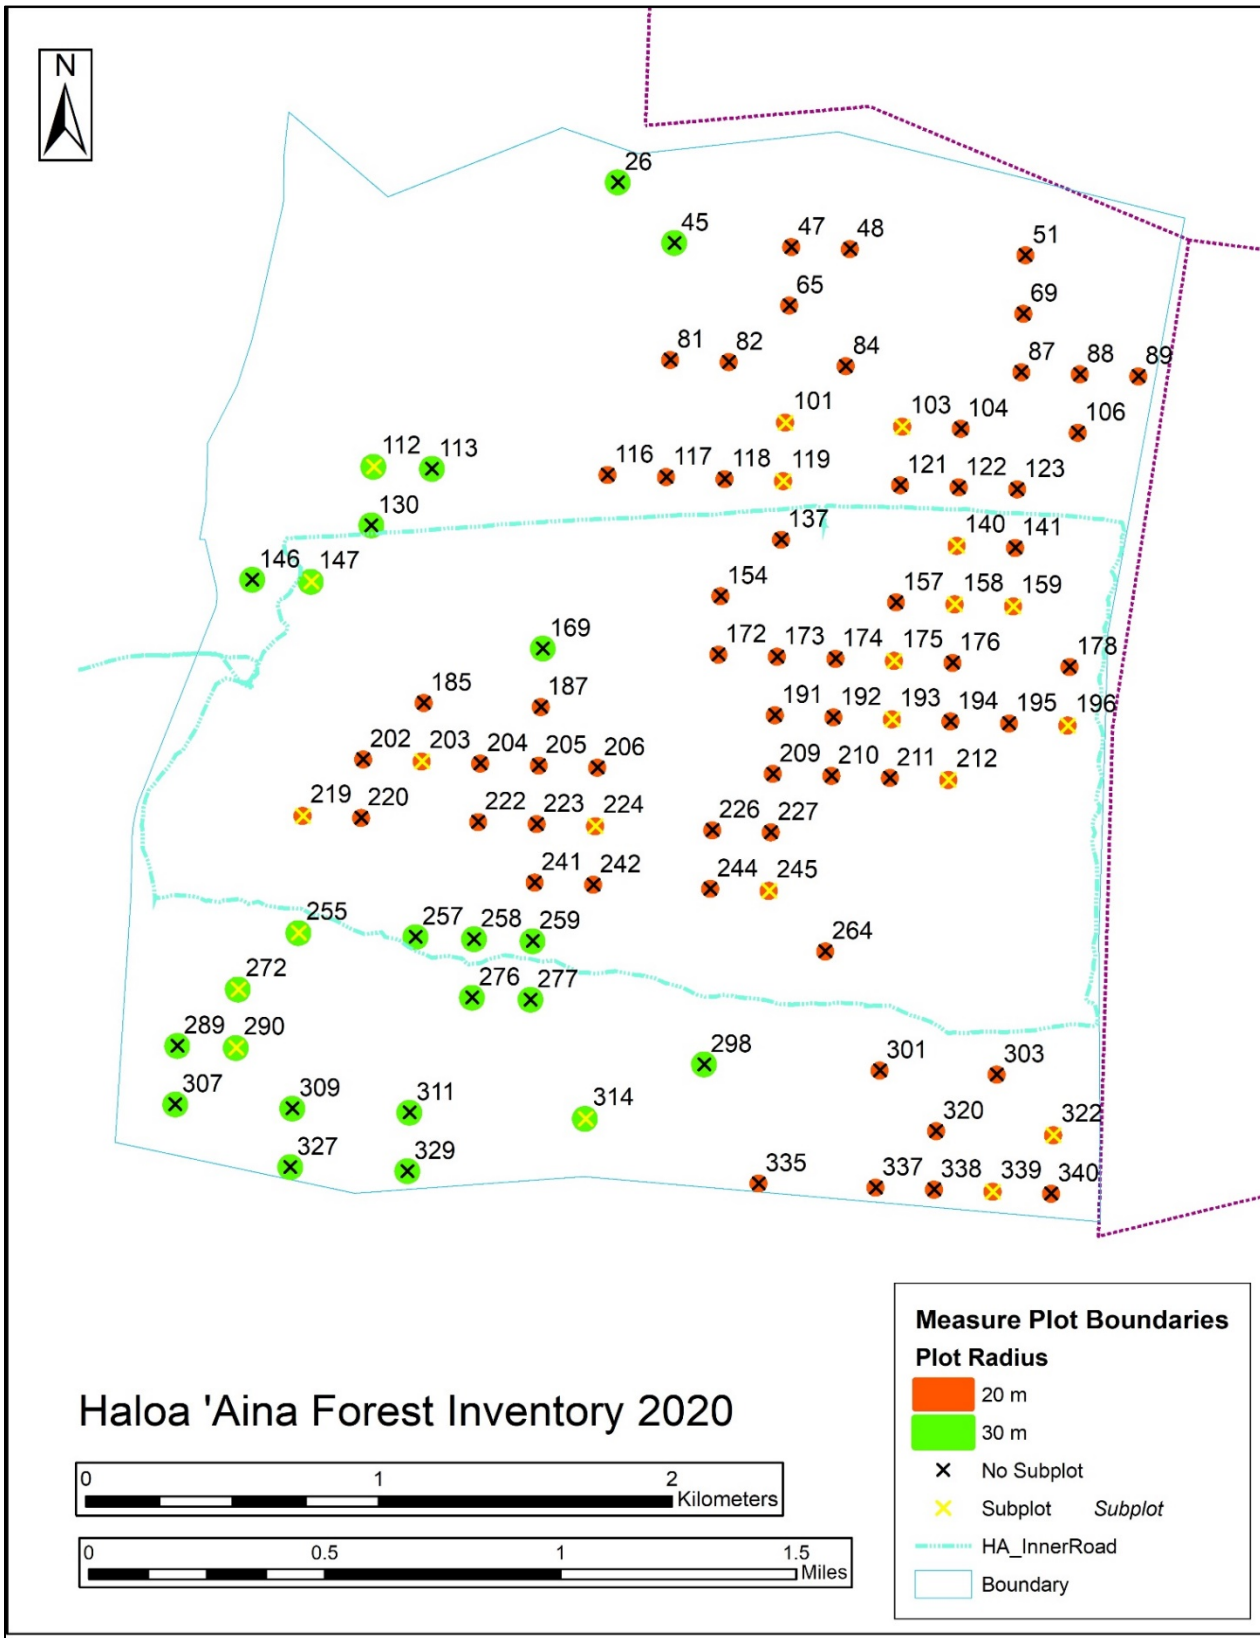 N
26
45
47 48 51
65 69
81 82 84 87 88 89
101 103 104 106
112 113 116 117 118 119 121 122 123
130 137 140 141
146 147 154 157 158 159
169 172 173 174 175 176 178
185 187 191 192 193 194 195 196
202 203 204 205 206 209 210 211 212
219 220 222 223 224 226 227
241 242 244 245
255 257 258 259 264
272 276 277
289 290 298 301 303
307 309 311 314 320 322
327 329 335 337 338 339 340
Haloa 'Aina Forest Inventory 2020
0 1 2
Kilometers
0 0.5 1 1.5
Miles
Measure Plot Boundaries
Plot Radius
20 m
30 m
No Subplot
Subplot Subplot
HA_InnerRoad
Boundary